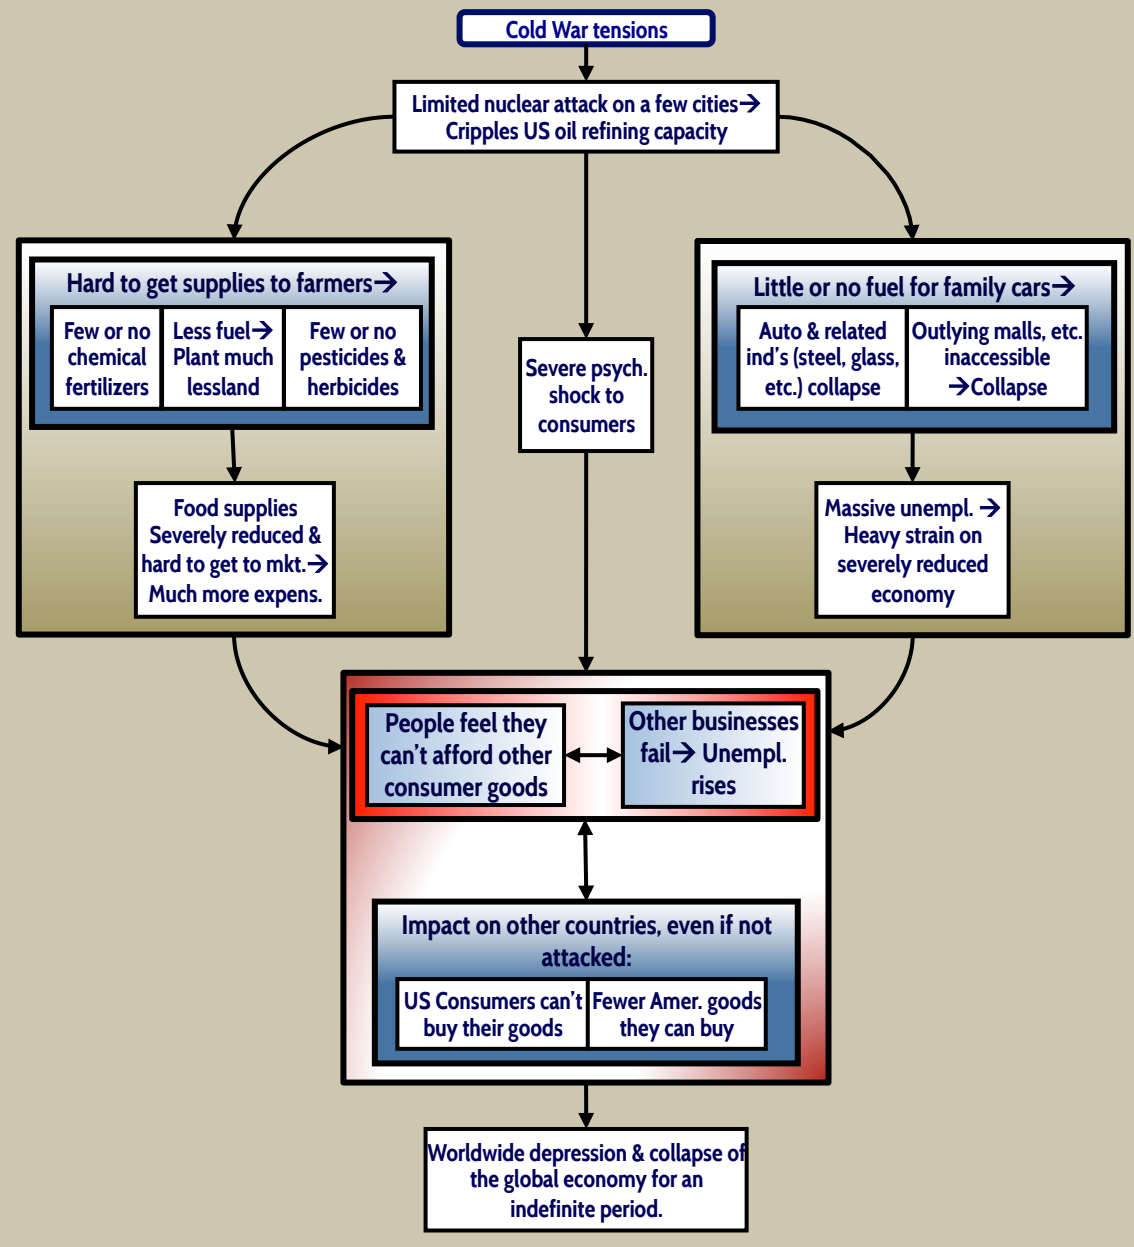 Cold War tensions
Limited nuclear attack on a few cities→
Cripples US oil refining capacity
Hard to get supplies to farmers→
Few or no
chemical
fertilizers
Less fuel→
Plant much
lessland
Few or no
pesticides &
herbicides
Food supplies
Severely reduced &
hard to get to mkt.→
Much more expens.
Severe psych.
shock to
consumers
Little or no fuel for family cars→
Auto & related
ind's (steel, glass,
etc.) collapse
Outlying malls, etc.
inaccessible
→Collapse
Massive unempl. →
Heavy strain on
severely reduced
economy
People feel they
can't afford other
consumer goods
Other businesses
fail→ Unempl.
rises
Impact on other countries, even if not
attacked:
US Consumers can't
buy their goods
Fewer Amer. goods
they can buy
Worldwide depression & collapse of
the global economy for an
indefinite period.